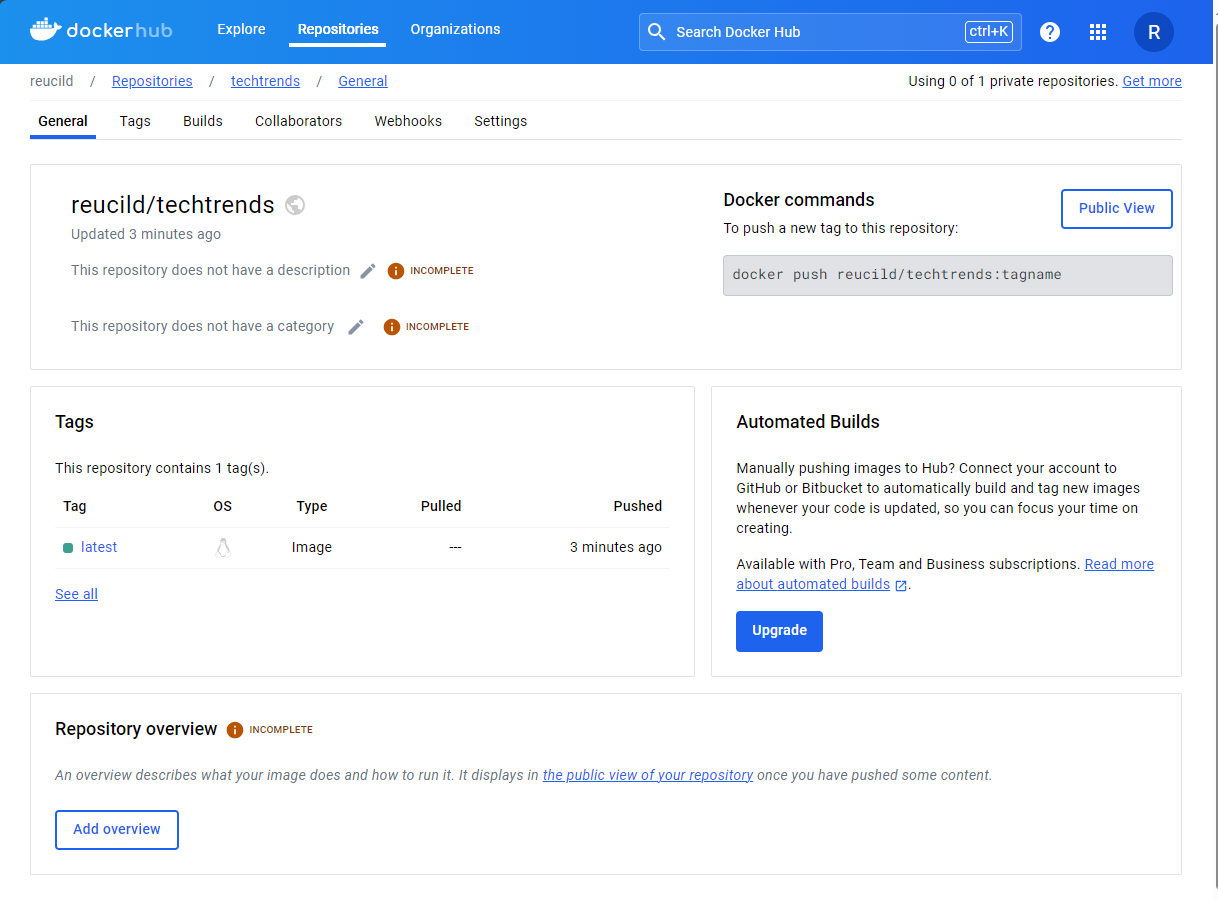 dockerhub
Explore Repositories Organizations
Search Docker Hub ctrl+K
? R
reucild / Repositories / techtrends / General
Using 0 of 1 private repositories. Get more
General Tags Builds Collaborators Webhooks Settings
reucild/techtrends
Updated 3 minutes ago
This repository does not have a description INCOMPLETE
This repository does not have a category INCOMPLETE
Docker commands
Public View
To push a new tag to this repository:
docker push reucild/techtrends:tagname
Tags
This repository contains 1 tag(s).
Tag OS Type Pulled Pushed
latest Image --- 3 minutes ago
See all
Automated Builds
Manually pushing images to Hub? Connect your account to
GitHub or Bitbucket to automatically build and tag new images
whenever your code is updated, so you can focus your time on
creating.
Available with Pro, Team and Business subscriptions. Read more
about automated builds .
Upgrade
Repository overview INCOMPLETE
An overview describes what your image does and how to run it. It displays in the public view of your repository once you have pushed some content.
Add overview